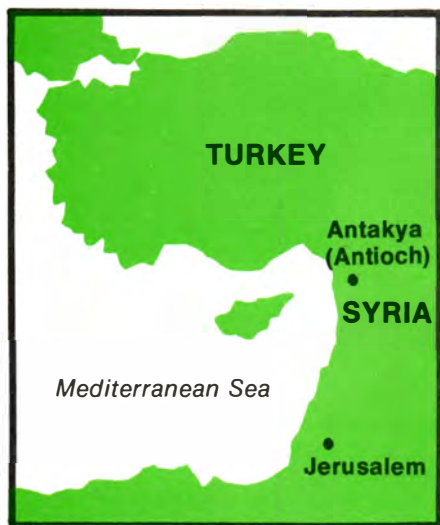 TURKEY
Antakya
(Antioch)
SYRIA
Mediterranean Sea
Jerusalem